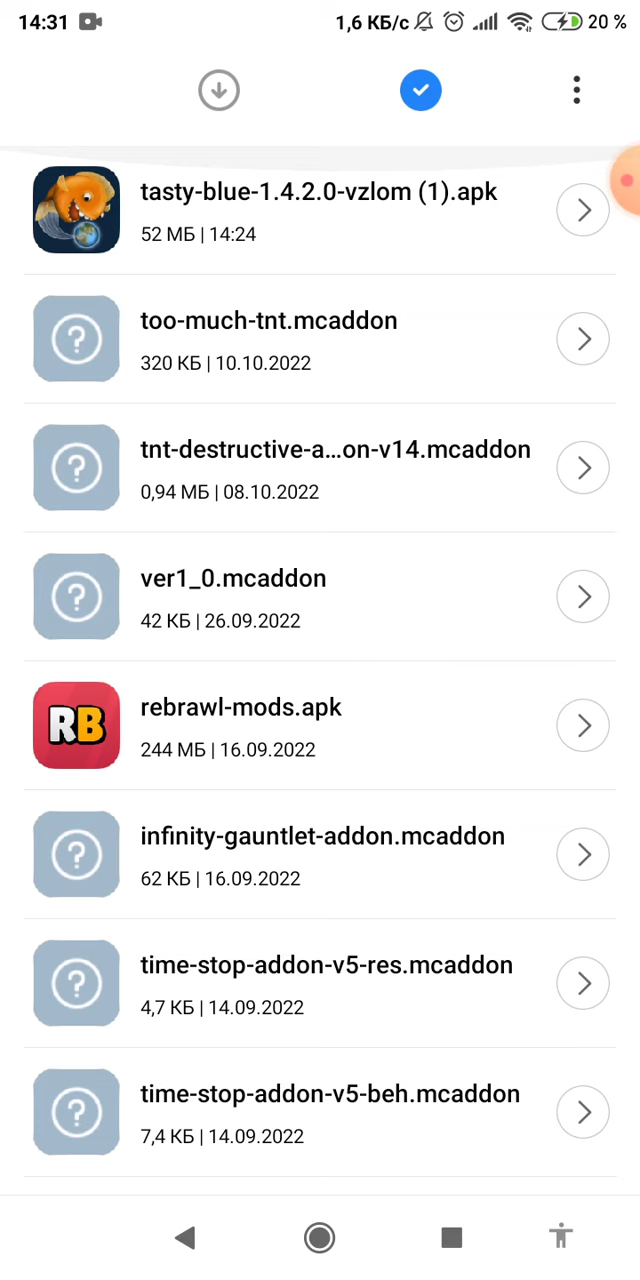 14:31 1,6 КБ/с 20 %
tasty-blue-1.4.2.0-vzlom (1).apk
52 МБ | 14:24
too-much-tnt.mcaddon
320 КБ | 10.10.2022
tnt-destructive-a...on-v14.mcaddon
0,94 МБ | 08.10.2022
ver1_0.mcaddon
42 КБ | 26.09.2022
RB
rebrawl-mods.apk
244 МБ | 16.09.2022
infinity-gauntlet-addon.mcaddon
62 КБ | 16.09.2022
time-stop-addon-v5-res.mcaddon
4,7 КБ | 14.09.2022
time-stop-addon-v5-beh.mcaddon
7,4 КБ | 14.09.2022